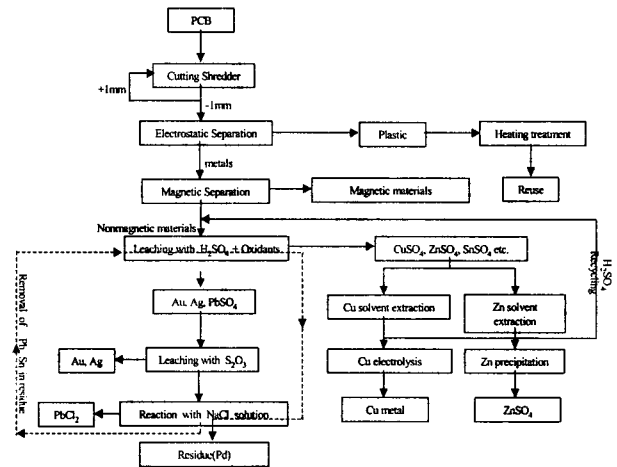 PCB
Cutting Shredder
+1mm
-1mm
Electrostatic Separation
Plastic
Heating treatment
metals
Magnetic Separation
Magnetic materials
Reuse
Nonmagnetic materials
Leaching with H₂SO₄ + Oxidants
CuSO₄, ZnSO₄, SnSO₄ etc.
H₂SO₄
Recycling
Au, Ag, PbSO₄
Cu solvent extraction
Zn solvent
extraction
Removal of Pb, Sn in residue
Au, Ag
Leaching with S₂O₃
Cu electrolysis
Zn precipitation
PbCl₂
Reaction with NaCl solution
Cu metal
ZnSO₄
Residue(Pd)